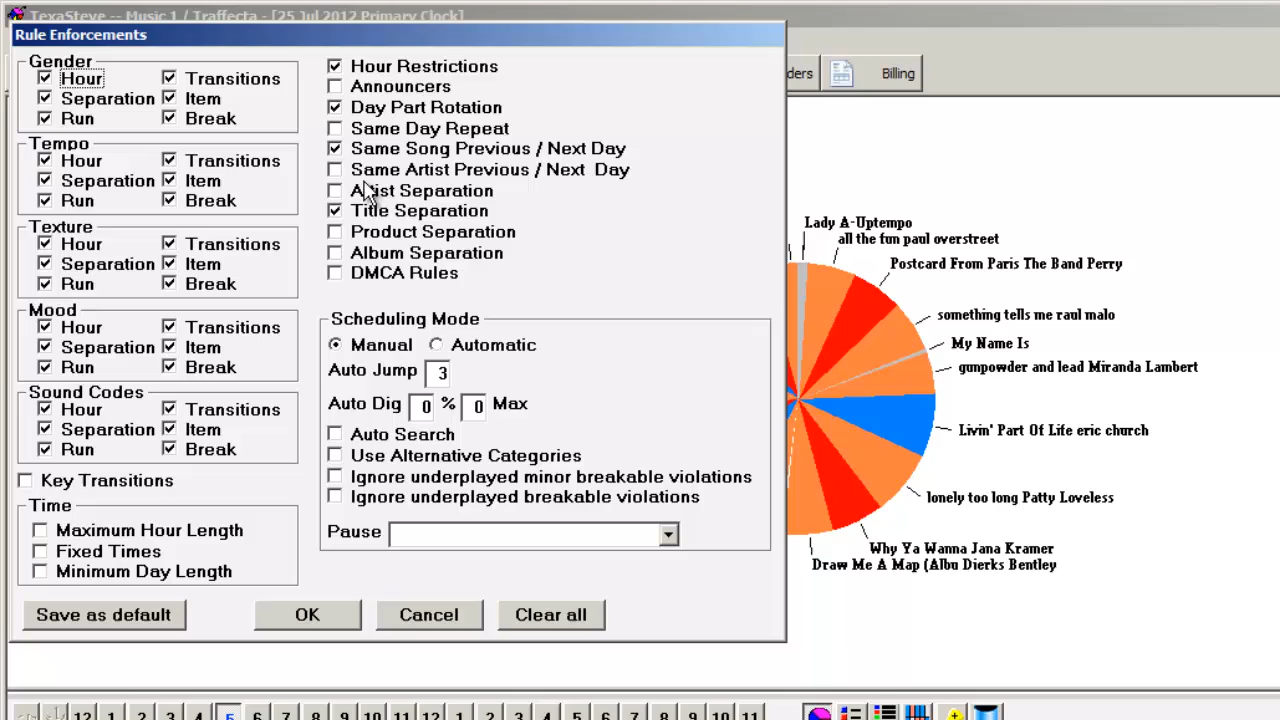 TexaSteve -- Music 1 / Traffecta - [25 Jul 2012 Primary Clock]
Rule Enforcements
Gender
Hour Transitions
Separation Item
Run Break
Tempo
Hour Transitions
Separation Item
Run Break
Texture
Hour Transitions
Separation Item
Run Break
Mood
Hour Transitions
Separation Item
Run Break
Sound Codes
Hour Transitions
Separation Item
Run Break
Key Transitions
Time
Maximum Hour Length
Fixed Times
Minimum Day Length
Hour Restrictions
Announcers
Day Part Rotation
Same Day Repeat
Same Song Previous / Next Day
Same Artist Previous / Next Day
Artist Separation
Title Separation
Product Separation
Album Separation
DMCA Rules
Scheduling Mode
Manual Automatic
Auto Jump 3
Auto Dig 0 % 0 Max
Auto Search
Use Alternative Categories
Ignore underplayed minor breakable violations
Ignore underplayed breakable violations
Pause
Save as default OK Cancel Clear all
ders Billing
Lady A-Uptempo
all the fun paul overstreet
Postcard From Paris The Band Perry
something tells me raul malo
My Name Is
gunpowder and lead Miranda Lambert
Livin' Part Of Life eric church
lonely too long Patty Loveless
Why Ya Wanna Jana Kramer
Draw Me A Map (Albu Dierks Bentley
12 1 2 3 4 5 6 7 8 9 10 11 12 1 2 3 4 5 6 7 8 9 10 11